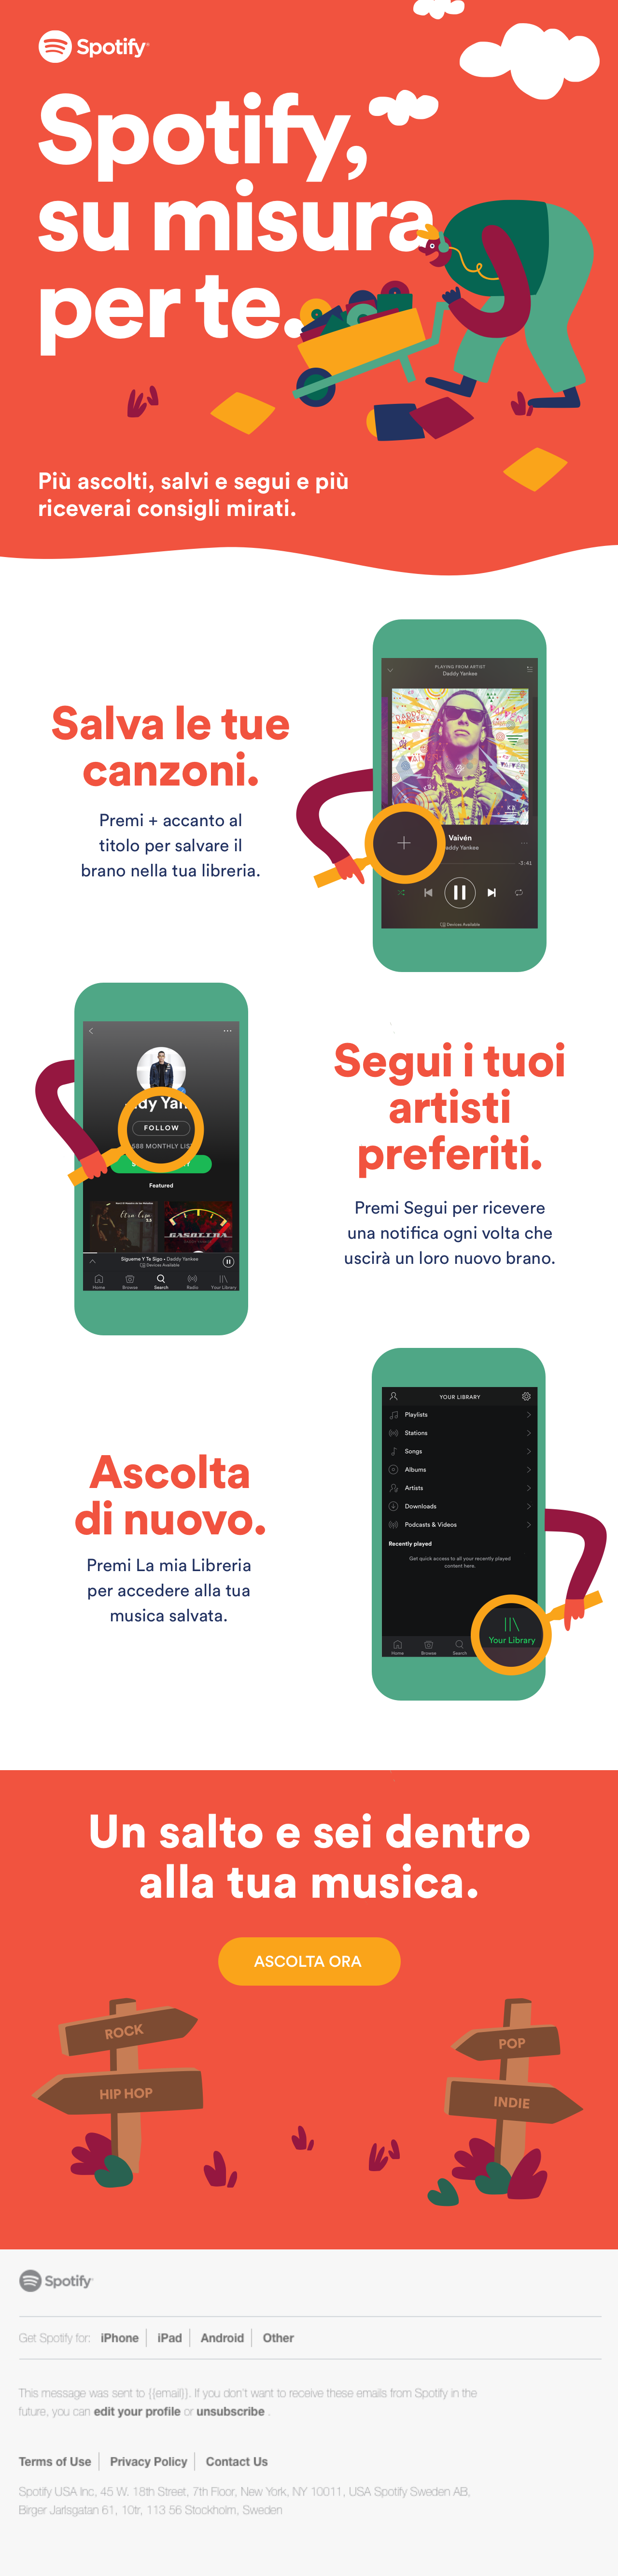 Spotify
Spotify,
su misura
per te.
Più ascolti, salvi e segui e più
riceverai consigli mirati.
PLAYING FROM ARTIST
Daddy Yankee
DADDY
YANKEE
Salva le tue
canzoni.
Premi + accanto al
titolo per salvare il
brano nella tua libreria.
Vaivén
addy Yankee
-3:41
Devices Available
dy Yan
FOLLOW
588 MONTHLY LIS
Featured
GASOLINA
Sígueme Y Te Sigo • Daddy Yankee
Devices Available
Home Browse Search Radio Your Library
Segui i tuoi
artisti
preferiti.
Premi Segui per ricevere
una notifica ogni volta che
uscirà un loro nuovo brano.
YOUR LIBRARY
Playlists
Stations
Songs
Albums
Artists
Downloads
Podcasts & Videos
Recently played
Get quick access to all your recently played
content here.
Your Library
Home Browse Search
Ascolta
di nuovo.
Premi La mia Libreria
per accedere alla tua
musica salvata.
Un salto e sei dentro
alla tua musica.
ASCOLTA ORA
ROCK
HIP HOP
POP
INDIE
Spotify
Get Spotify for: iPhone iPad Android Other
This message was sent to {{email}}. If you don't want to receive these emails from Spotify in the
future, you can edit your profile or unsubscribe .
Terms of Use Privacy Policy Contact Us
Spotify USA Inc, 45 W. 18th Street, 7th Floor, New York, NY 10011, USA Spotify Sweden AB,
Birger Jarlsgatan 61, 10tr, 113 56 Stockholm, Sweden